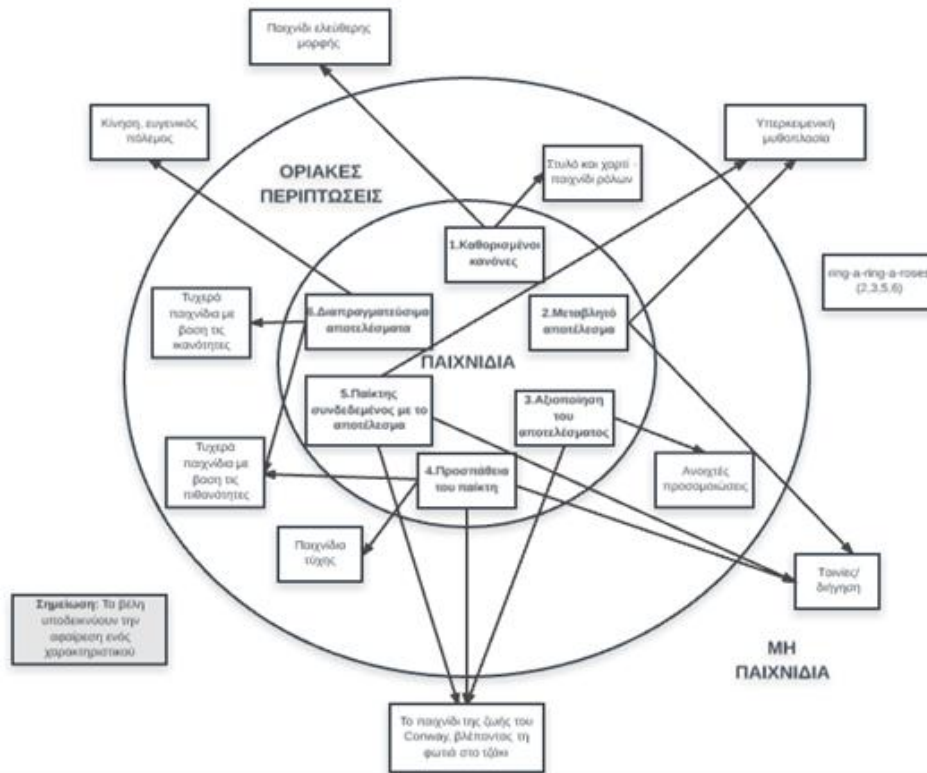 Παιχνίδι ελεύθερης
μορφής
Κίνηση, ευγενικός
πόλεμος
Υπερκειμενική
μυθοπλασία
ΟΡΙΑΚΕΣ
ΠΕΡΙΠΤΩΣΕΙΣ
Στυλό και χαρτί -
παιχνίδι ρόλων
1.Καθορισμένοι
κανόνες
ring-a-ring-a-roses
(2,3,5,6)
Τυχερά
παιχνίδια με
βαση τις
ικανότητες
6.Διαπραγματεύσιμα
αποτελέσματα
2.Μεταβλητό
αποτέλεσμα
ΠΑΙΧΝΙΔΙΑ
5.Παίκτης
συνδεδεμένος με το
αποτέλεσμα
3.Αξιοποίηση
του
αποτελέσματος
Τυχερά
παιχνίδια με
βαση τις
πιθανότητες
4.Προσπάθεια
του παίκτη
Ανοιχτές
προσομοιώσεις
Παιχνίδια
τύχης
Ταινίες/
διήγηση
Σημείωση: Τα βέλη
υποδεικνύουν την
αφαίρεση ενός
χαρακτηριστικού
ΜΗ
ΠΑΙΧΝΙΔΙΑ
Το παιχνίδι της ζωής του
Conway, βλέποντας τη
φωτιά στο τζάκι